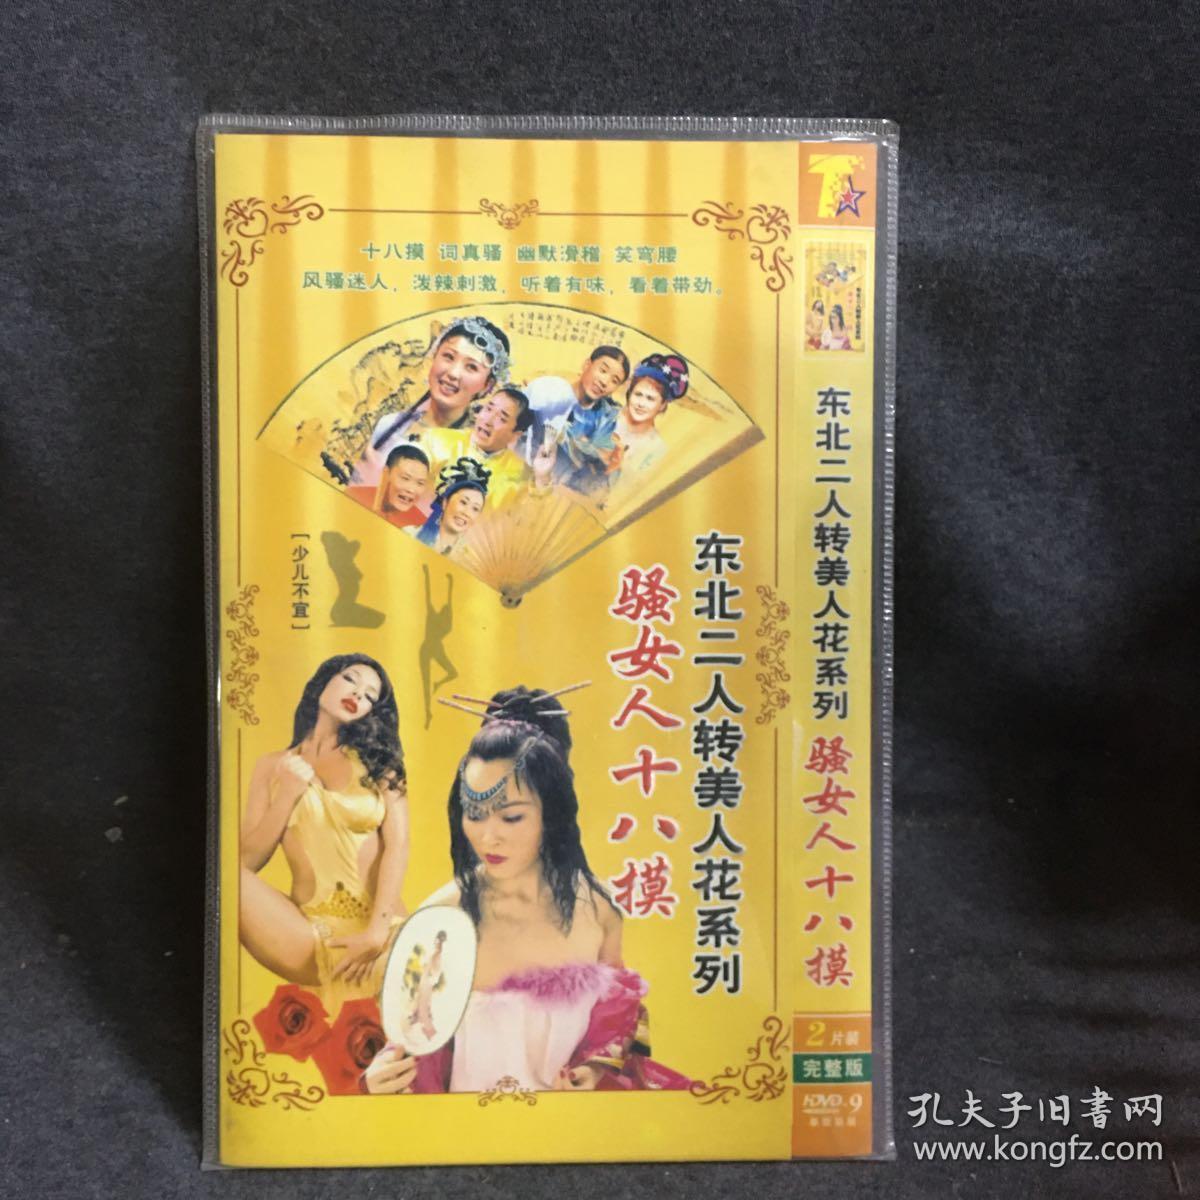 十八摸 词真骚 幽默滑稽 笑弯腰
风骚迷人，泼辣刺激，听着有味，看着带劲。
[少儿不宜]
东北二人转美人花系列
骚女人十八摸
东北二人转美人花系列 骚女人十八摸
2片装
完整版
HDVD-9
孔夫子旧书网
www.kongfz.com